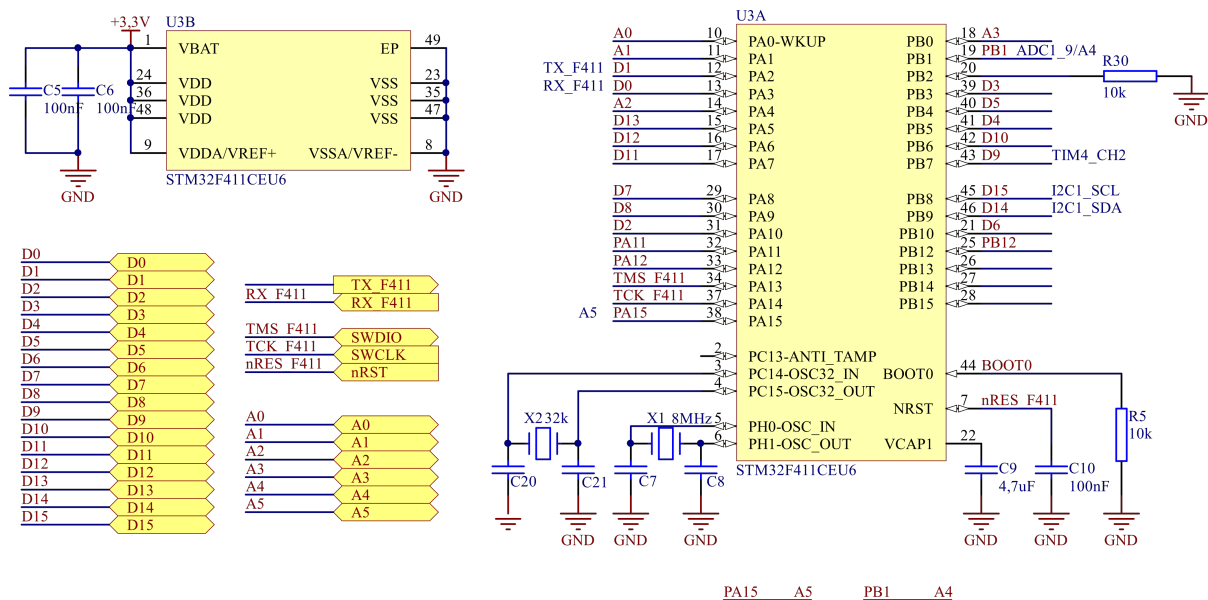 +3,3V
U3B
1 VBAT EP 49
24 VDD VSS 23
36 VDD VSS 35
48 VDD VSS 47
9 VDDA/VREF+ VSSA/VREF- 8
STM32F411CEU6
C5
100nF
C6
100nF
GND
GND
D0 D0
D1 D1
D2 D2
D3 D3
D4 D4
D5 D5
D6 D6
D7 D7
D8 D8
D9 D9
D10 D10
D11 D11
D12 D12
D13 D13
D14 D14
D15 D15
TX_F411
RX_F411 RX_F411
TMS_F411 SWDIO
TCK_F411 SWCLK
nRES_F411 nRST
A0 A0
A1 A1
A2 A2
A3 A3
A4 A4
A5 A5
U3A
A0 10 PA0-WKUP PB0 18 A3
A1 11 PA1 PB1 19 PB1 ADC1_9/A4
TX_F411 D1 12 PA2 PB2 20
RX_F411 D0 13 PA3 PB3 39 D3
A2 14 PA4 PB4 40 D5
D13 15 PA5 PB5 41 D4
D12 16 PA6 PB6 42 D10
D11 17 PA7 PB7 43 D9 TIM4_CH2
D7 29 PA8 PB8 45 D15 I2C1_SCL
D8 30 PA9 PB9 46 D14 I2C1_SDA
D2 31 PA10 PB10 21 D6
PA11 32 PA11 PB12 25 PB12
PA12 33 PA12 PB13 26
TMS_F411 34 PA13 PB14 27
TCK_F411 37 PA14 PB15 28
A5 PA15 38 PA15
2 PC13-ANTI_TAMP
3 PC14-OSC32_IN BOOT0 44 BOOT0
4 PC15-OSC32_OUT
NRST 7 nRES_F411
5 PH0-OSC_IN
6 PH1-OSC_OUT VCAP1 22
STM32F411CEU6
R30
10k
GND
X2 32k
X1 8MHz
C20
C21
C7
C8
C9
4,7uF
C10
100nF
R5
10k
GND
GND
GND
GND
GND
GND
PA15 A5
PB1 A4